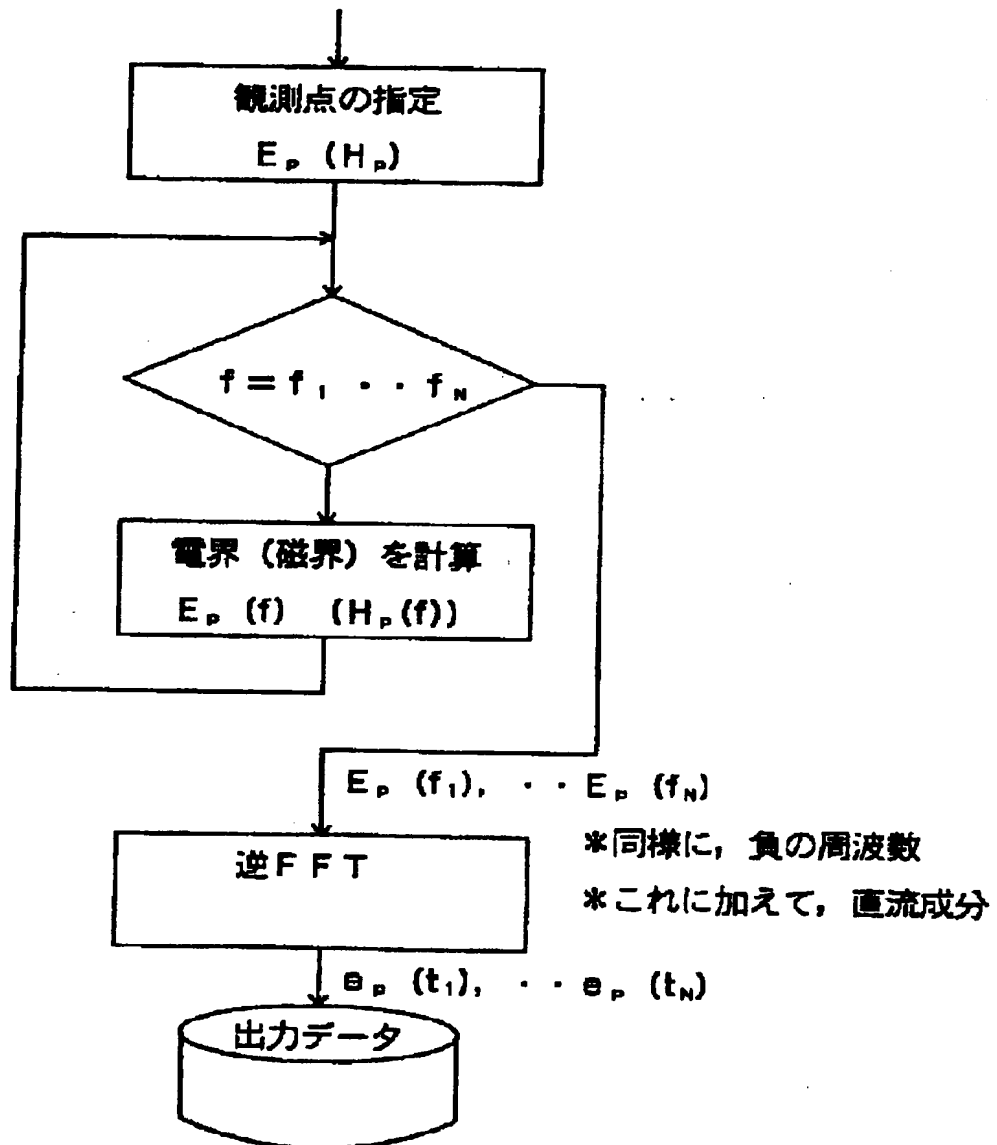 観測点の指定
Eₚ (Hₚ)
f=f₁ ・・f_N
電界(磁界)を計算
Eₚ (f) (Hₚ(f))
Eₚ (f₁), ・・Eₚ (f_N)
*同様に, 負の周波数
逆FFT
*これに加えて, 直流成分
eₚ (t₁), ・・eₚ (t_N)
出力データ